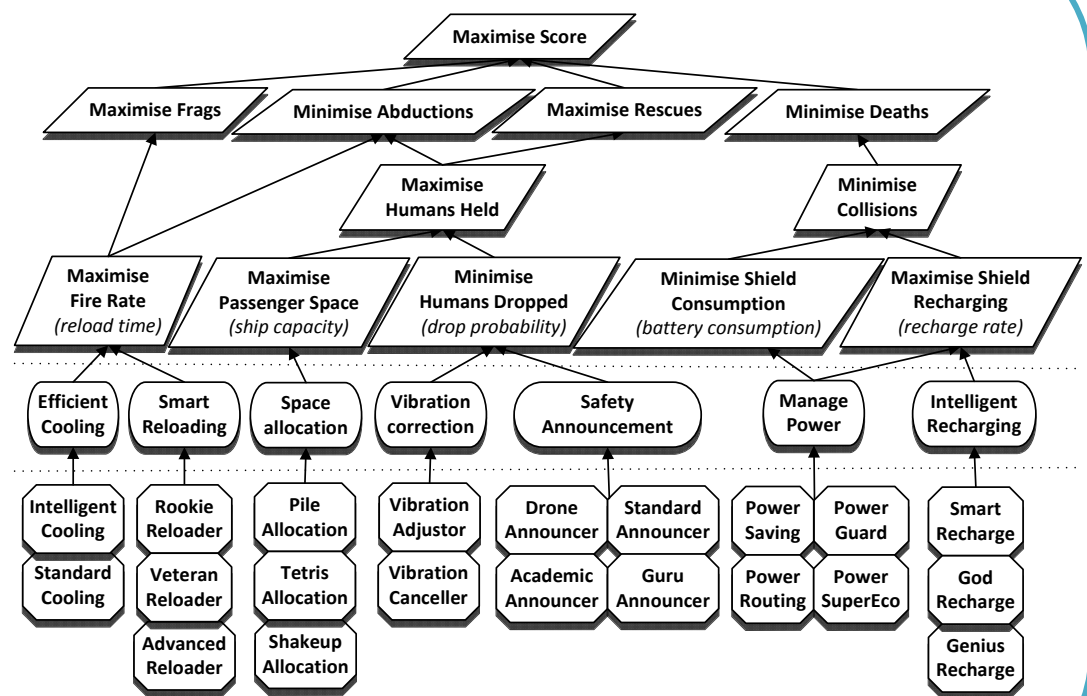 Maximise Score
Maximise Frags
Minimise Abductions
Maximise Rescues
Minimise Deaths
Maximise
Humans Held
Minimise
Collisions
Maximise
Fire Rate
(reload time)
Maximise
Passenger Space
(ship capacity)
Minimise
Humans Dropped
(drop probability)
Minimise Shield
Consumption
(battery consumption)
Maximise Shield
Recharging
(recharge rate)
Efficient
Cooling
Smart
Reloading
Space
allocation
Vibration
correction
Safety
Announcement
Manage
Power
Intelligent
Recharging
Intelligent
Cooling
Standard
Cooling
Rookie
Reloader
Veteran
Reloader
Advanced
Reloader
Pile
Allocation
Tetris
Allocation
Shakeup
Allocation
Vibration
Adjustor
Vibration
Canceller
Drone
Announcer
Standard
Announcer
Academic
Announcer
Guru
Announcer
Power
Saving
Power
Guard
Power
Routing
Power
SuperEco
Smart
Recharge
God
Recharge
Genius
Recharge